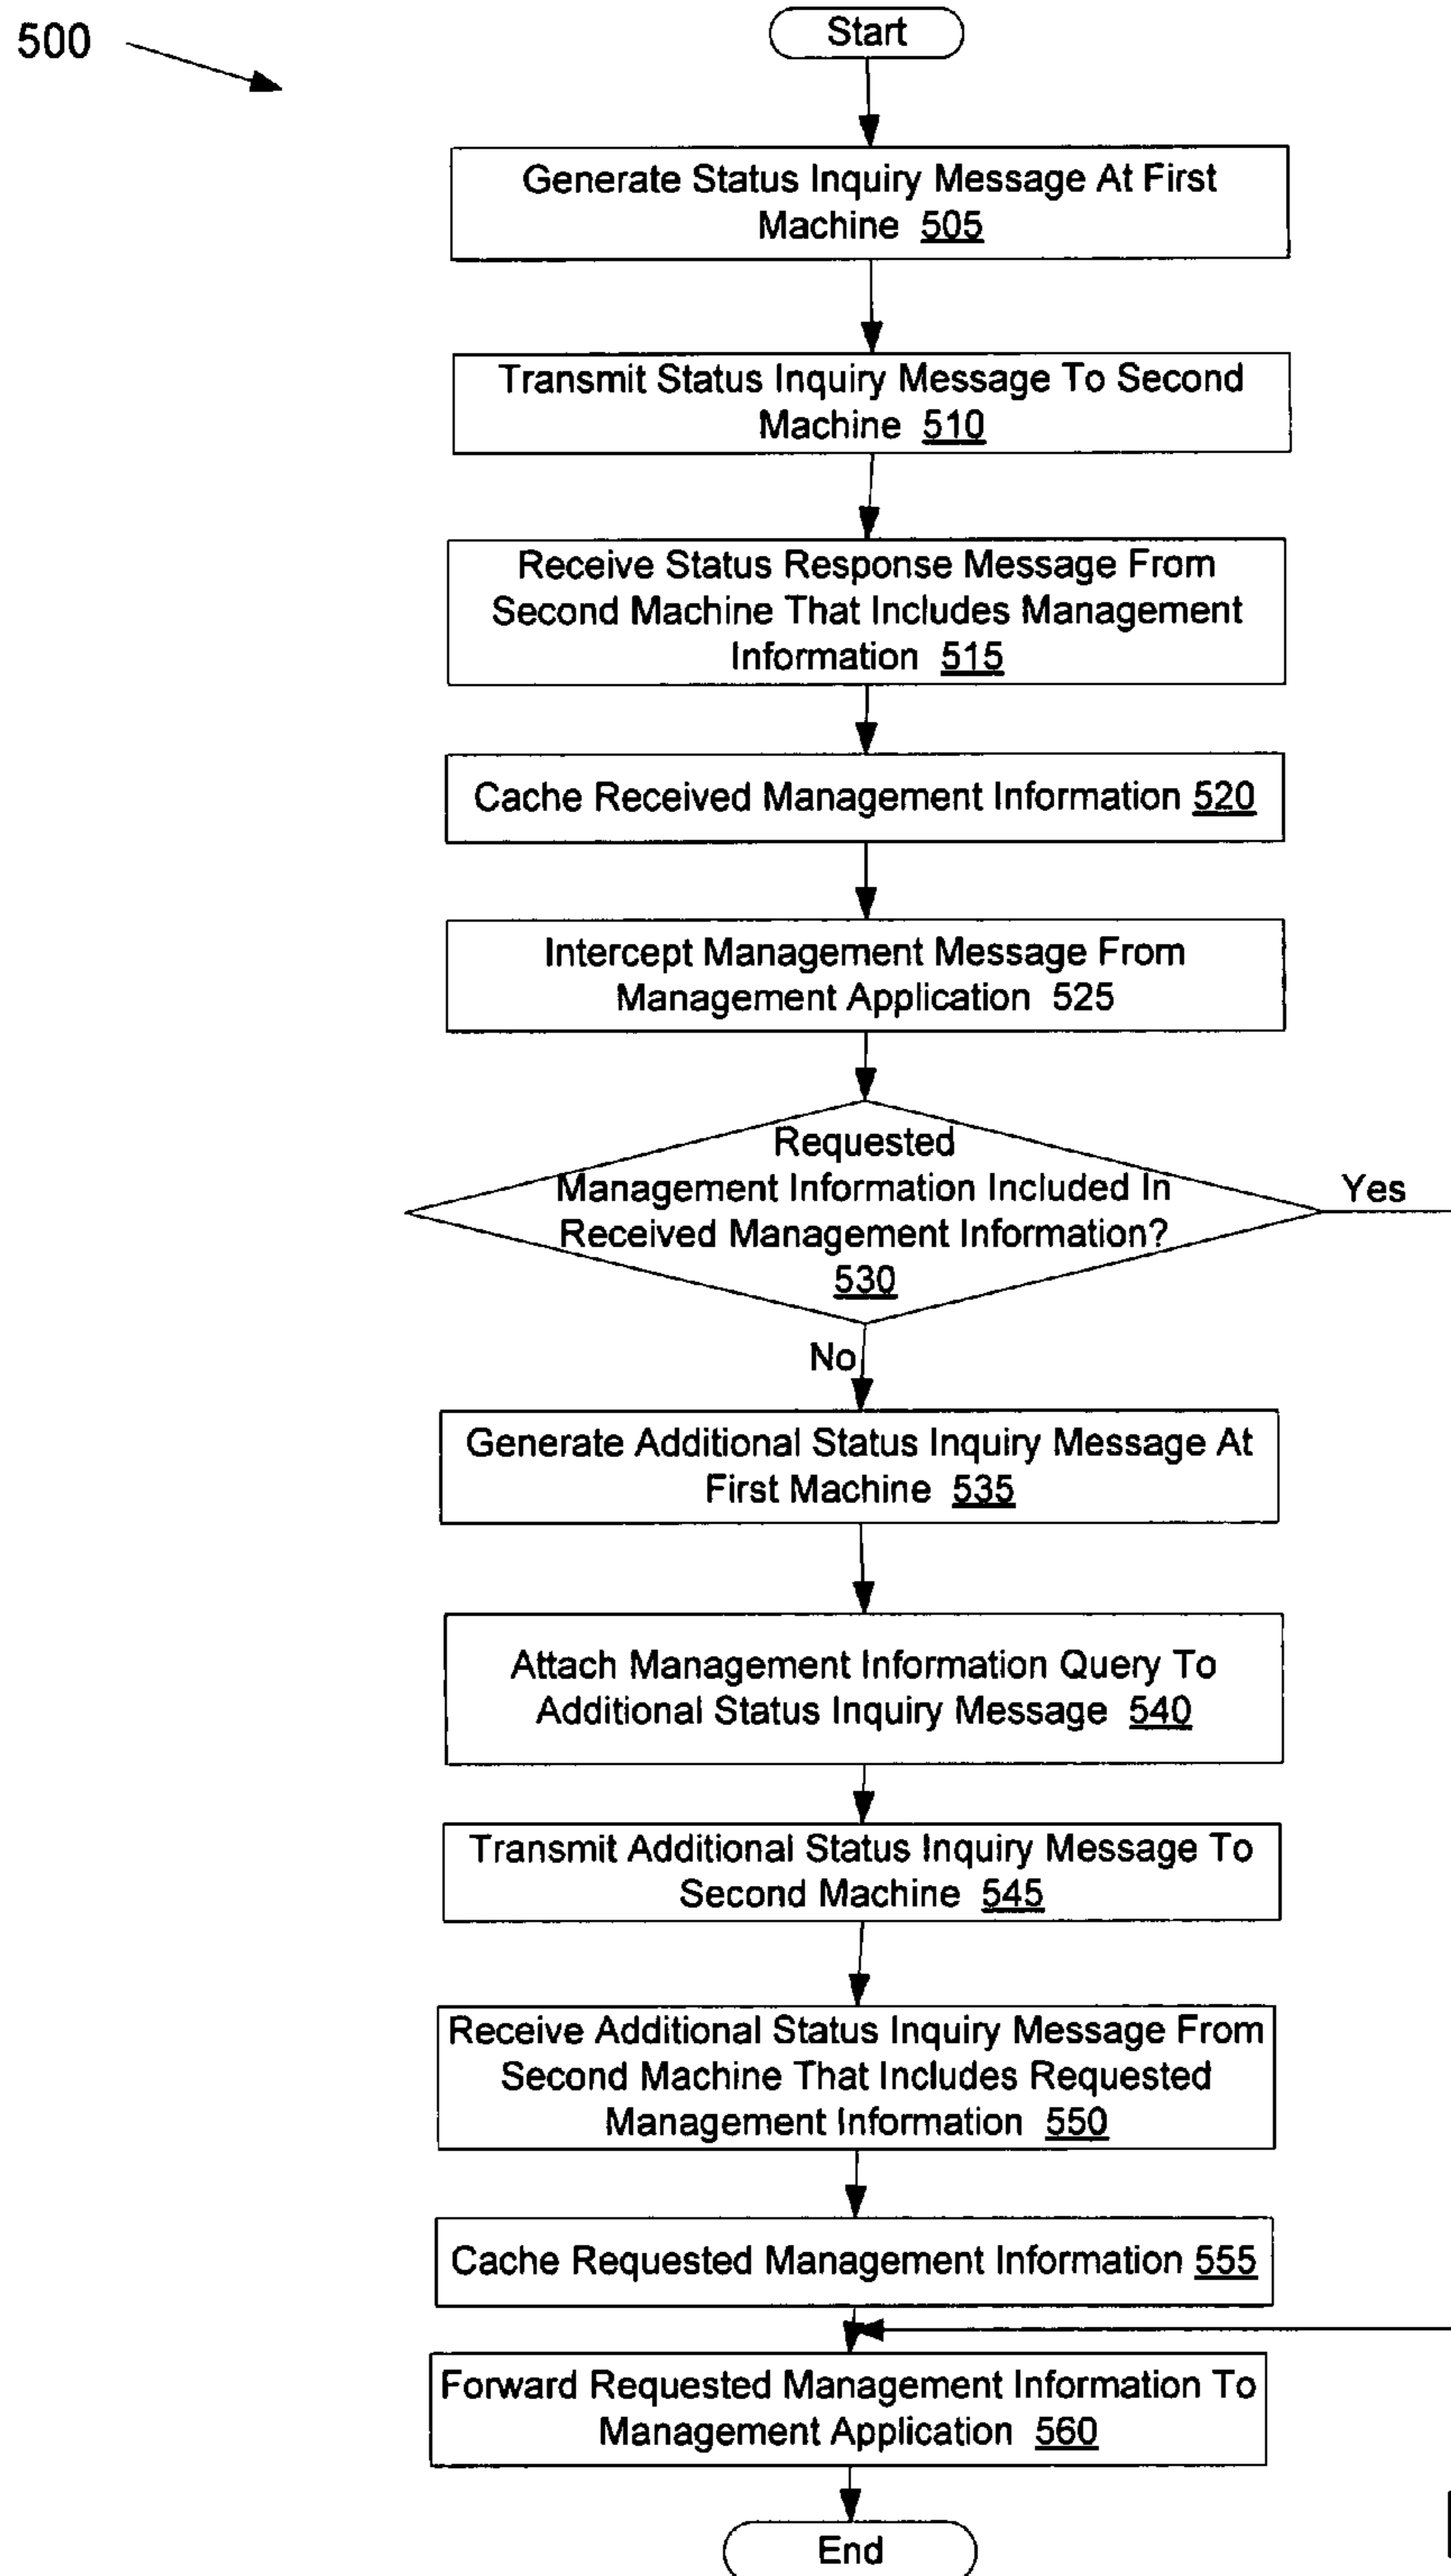 500
Start
Generate Status Inquiry Message At First
Machine 505
Transmit Status Inquiry Message To Second
Machine 510
Receive Status Response Message From
Second Machine That Includes Management
Information 515
Cache Received Management Information 520
Intercept Management Message From
Management Application 525
Requested
Management Information Included In
Received Management Information?
530
Yes
No
Generate Additional Status Inquiry Message At
First Machine 535
Attach Management Information Query To
Additional Status Inquiry Message 540
Transmit Additional Status Inquiry Message To
Second Machine 545
Receive Additional Status Inquiry Message From
Second Machine That Includes Requested
Management Information 550
Cache Requested Management Information 555
Forward Requested Management Information To
Management Application 560
End